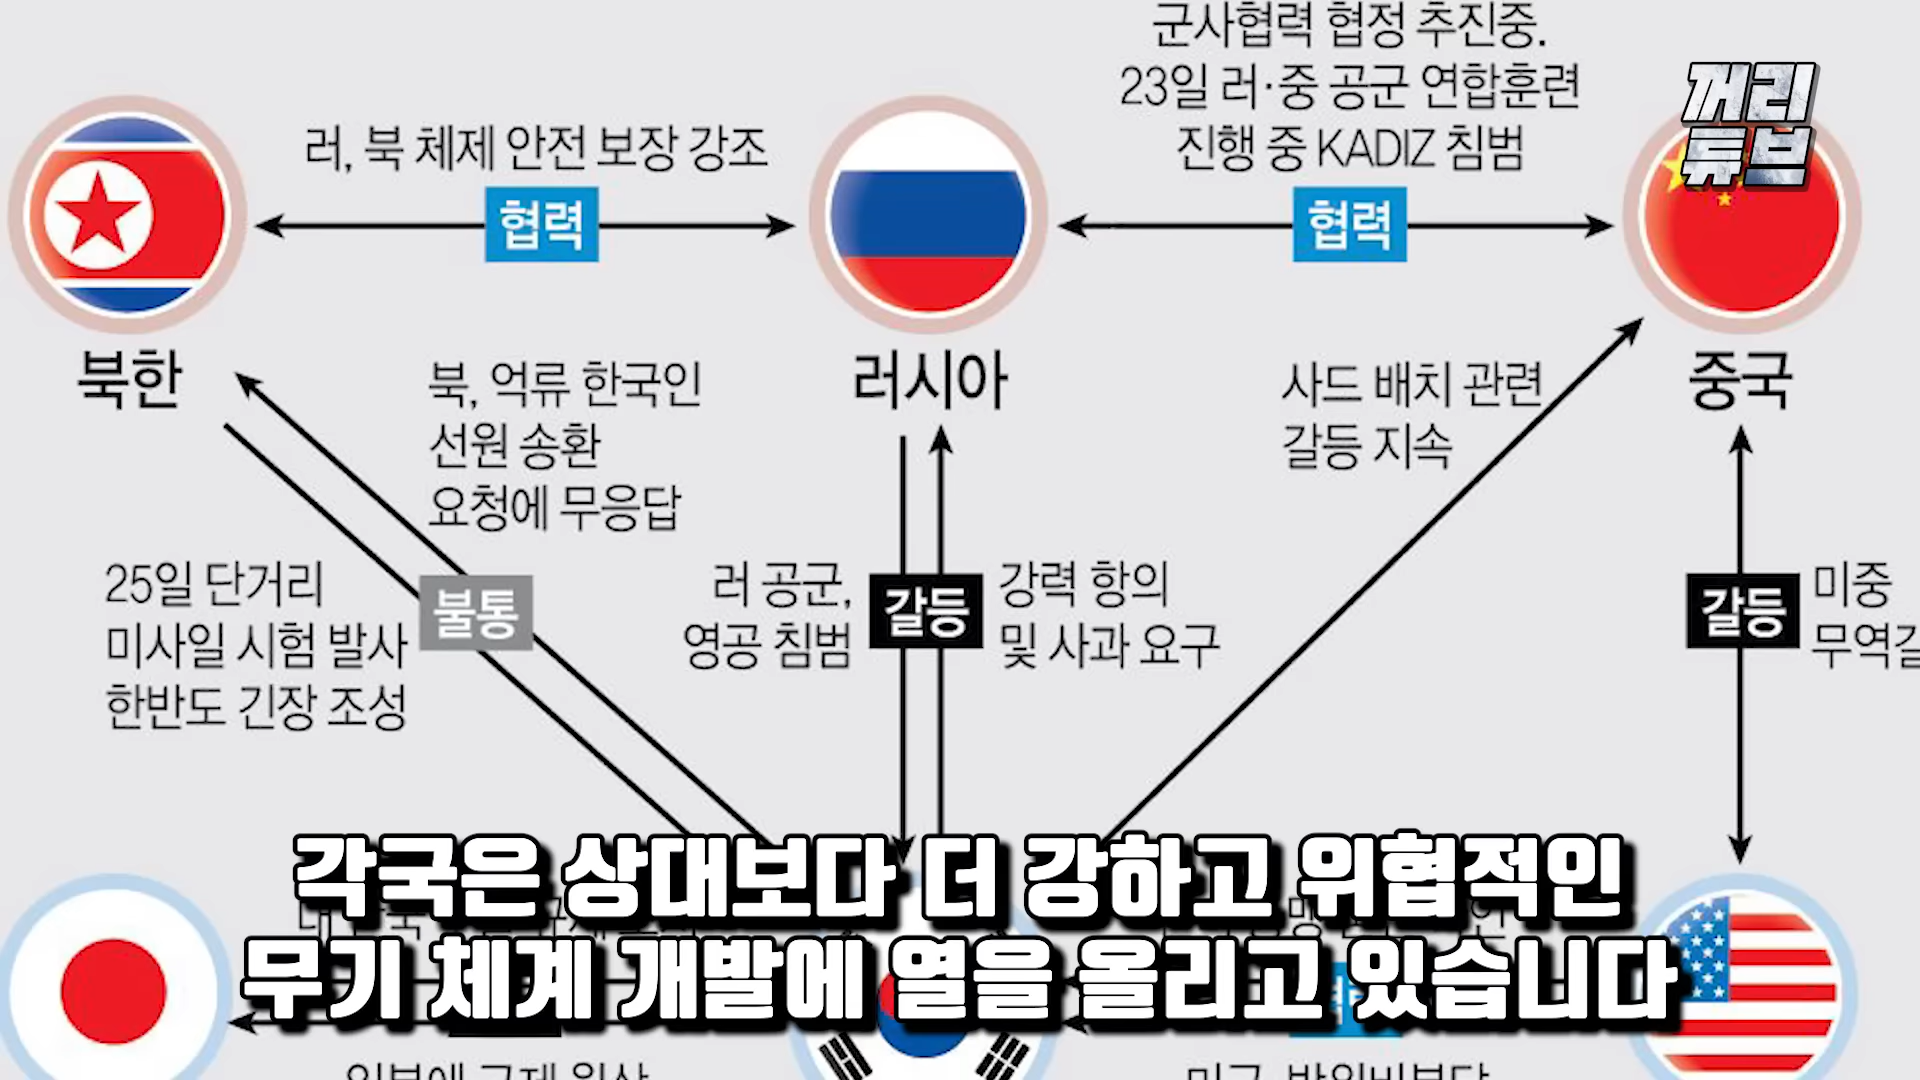 군사협력 협정 추진중.
23일 러·중 공군 연합훈련
진행 중 KADIZ 침범
꺼리
튜브
러, 북 체제 안전 보장 강조
협력
협력
북한
러시아
중국
북, 억류 한국인
선원 송환
요청에 무응답
사드 배치 관련
갈등 지속
25일 단거리
미사일 시험 발사
한반도 긴장 조성
불통
러 공군,
영공 침범
갈등
강력 항의
및 사과 요구
갈등
미중
무역갈
각국은 상대보다 더 강하고 위협적인
무기 체계 개발에 열을 올리고 있습니다